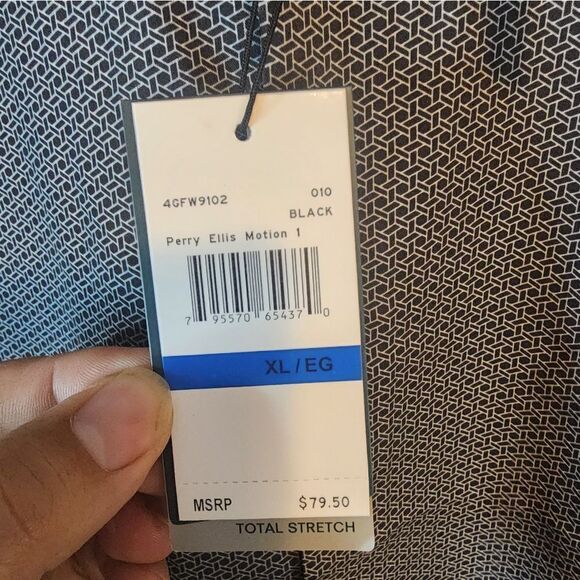 4GFW9102 010
BLACK
Perry Ellis Motion 1
7 95570 65437 0
XL/EG
MSRP $79.50
TOTAL STRETCH